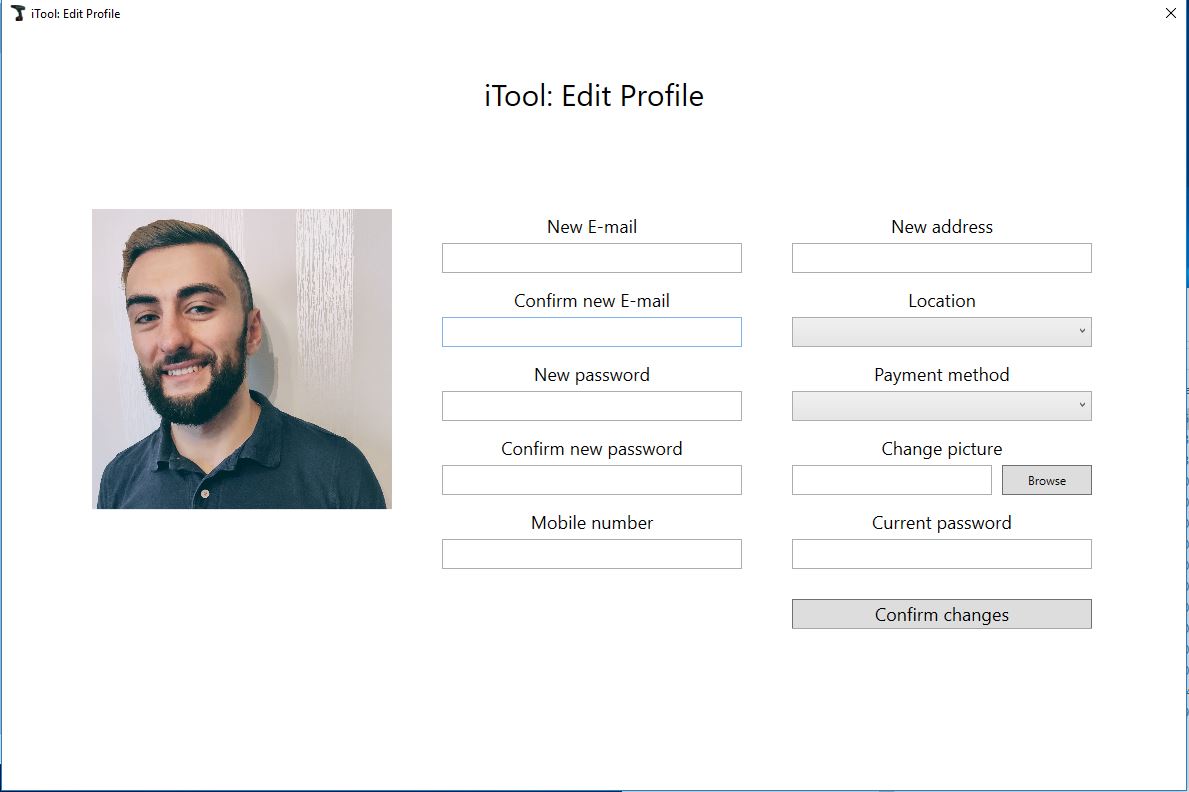 iTool: Edit Profile
iTool: Edit Profile
New E-mail
New address
Confirm new E-mail
Location
New password
Payment method
Confirm new password
Change picture
Browse
Mobile number
Current password
Confirm changes